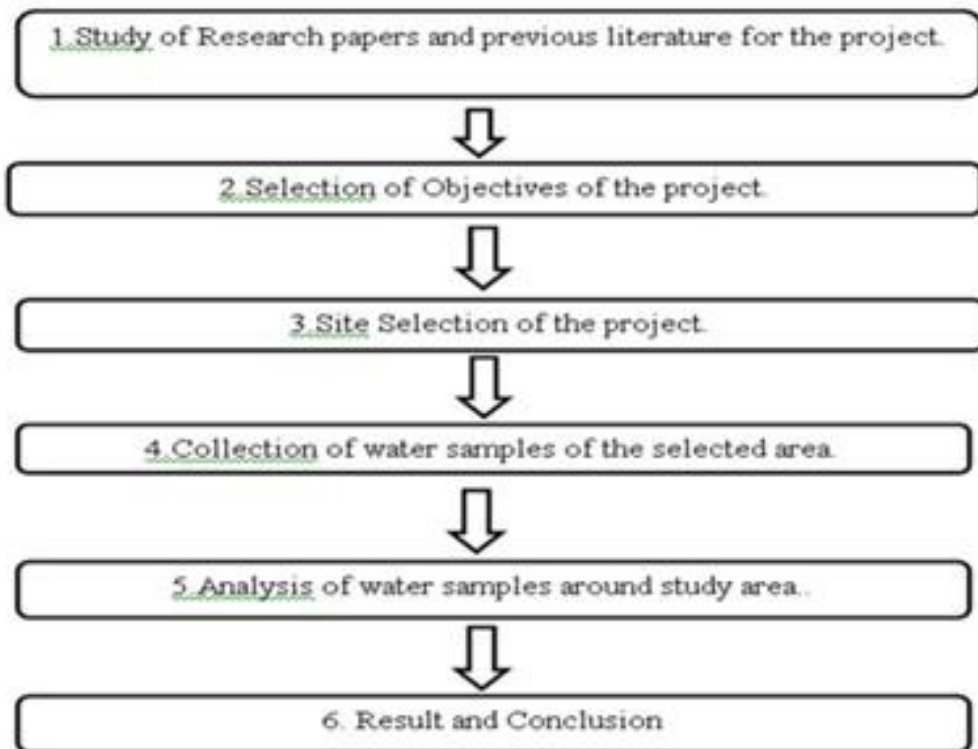 1.Study of Research papers and previous literature for the project.
2.Selection of Objectives of the project.
3.Site Selection of the project.
4.Collection of water samples of the selected area.
5.Analysis of water samples around study area..
6. Result and Conclusion